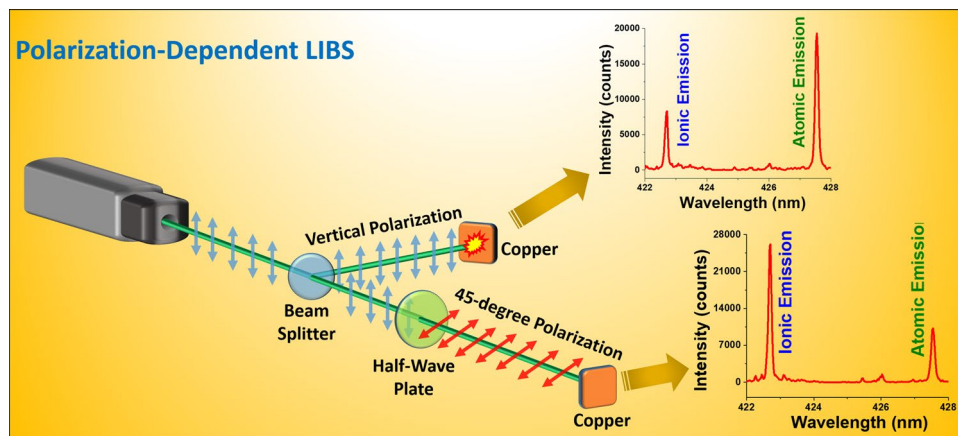 Polarization-Dependent LIBS
Vertical Polarization
Copper
Beam
Splitter
45-degree Polarization
Half-Wave
Plate
Copper
Intensity (counts)
20000
15000
10000
5000
0
Ionic Emission
Atomic Emission
422
424
426
428
Wavelength (nm)
Intensity (counts)
28000
21000
14000
7000
0
Ionic Emission
Atomic Emission
422
424
426
428
Wavelength (nm)